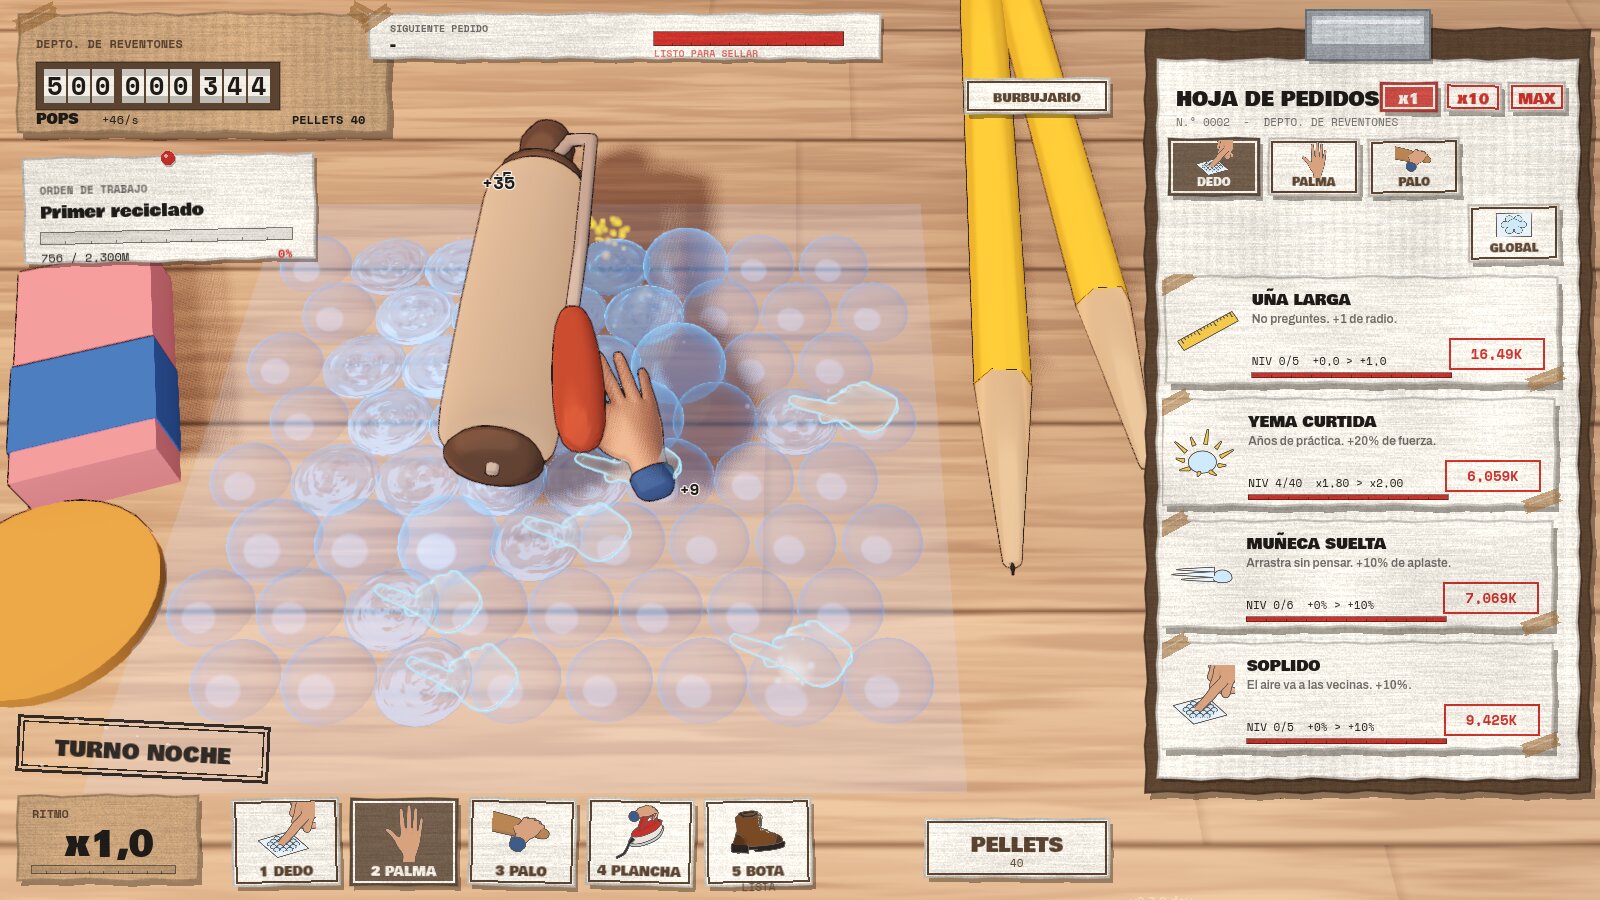 DEPTO. DE REVENTONES
500 000 344
POPS +46/s PELLETS 40
SIGUIENTE PEDIDO
-
LISTO PARA SELLAR
ORDEN DE TRABAJO
Primer reciclado
756 / 2,300M 0%
+35
+9
BURBUJARIO
HOJA DE PEDIDOS x1 x10 MAX
N.° 0002 - DEPTO. DE REVENTONES
DEDO PALMA PALO
GLOBAL
UÑA LARGA
No preguntes. +1 de radio.
NIV 0/5 +0,0 > +1,0 16,49K
YEMA CURTIDA
Años de práctica. +20% de fuerza.
NIV 4/40 x1,80 > x2,00 6,059K
MUÑECA SUELTA
Arrastra sin pensar. +10% de aplaste.
NIV 0/6 +0% > +10% 7,069K
SOPLIDO
El aire va a las vecinas. +10%.
NIV 0/5 +0% > +10% 9,425K
TURNO NOCHE
RITMO
x1,0
1 DEDO 2 PALMA 3 PALO 4 PLANCHA 5 BOTA
LISTA
PELLETS
40